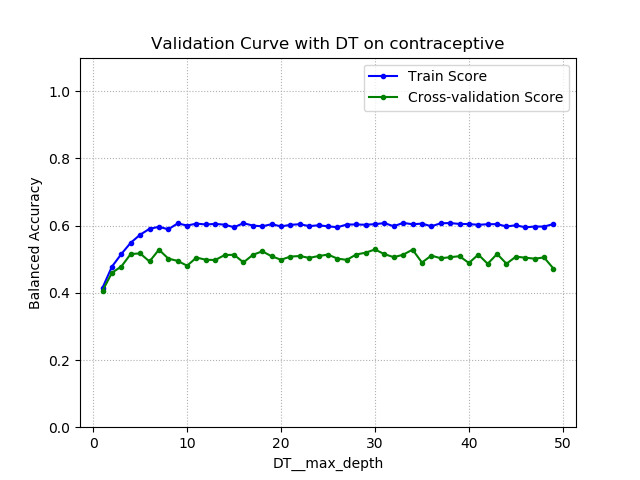 Validation Curve with DT on contraceptive
Train Score
Cross-validation Score
Balanced Accuracy
1.0
0.8
0.6
0.4
0.2
0.0
0 10 20 30 40 50
DT__max_depth